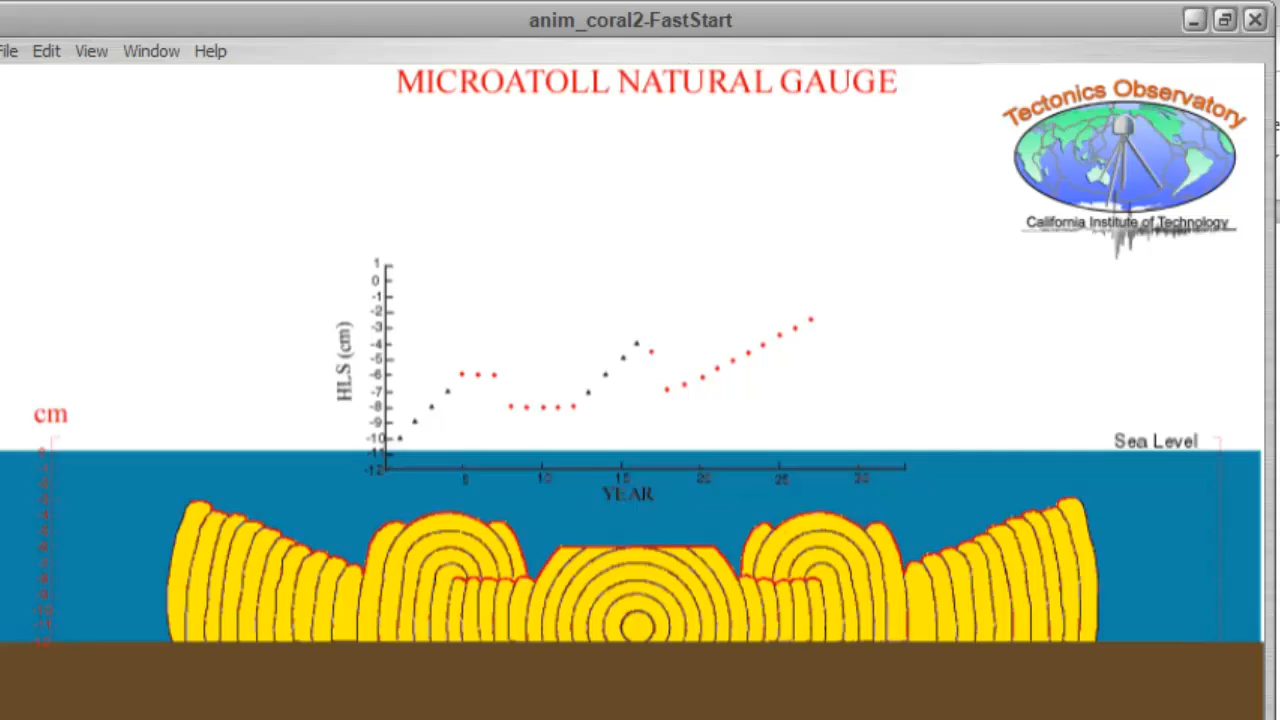 anim_coral2-FastStart
File Edit View Window Help
MICROATOLL NATURAL GAUGE
Tectonics Observatory
California Institute of Technology
1
0
-1
-2
-3
-4
-5
-6
-7
-8
-9
-10
-11
-12
HLS (cm)
5 10 15 20 25 30
YEAR
cm
Sea Level